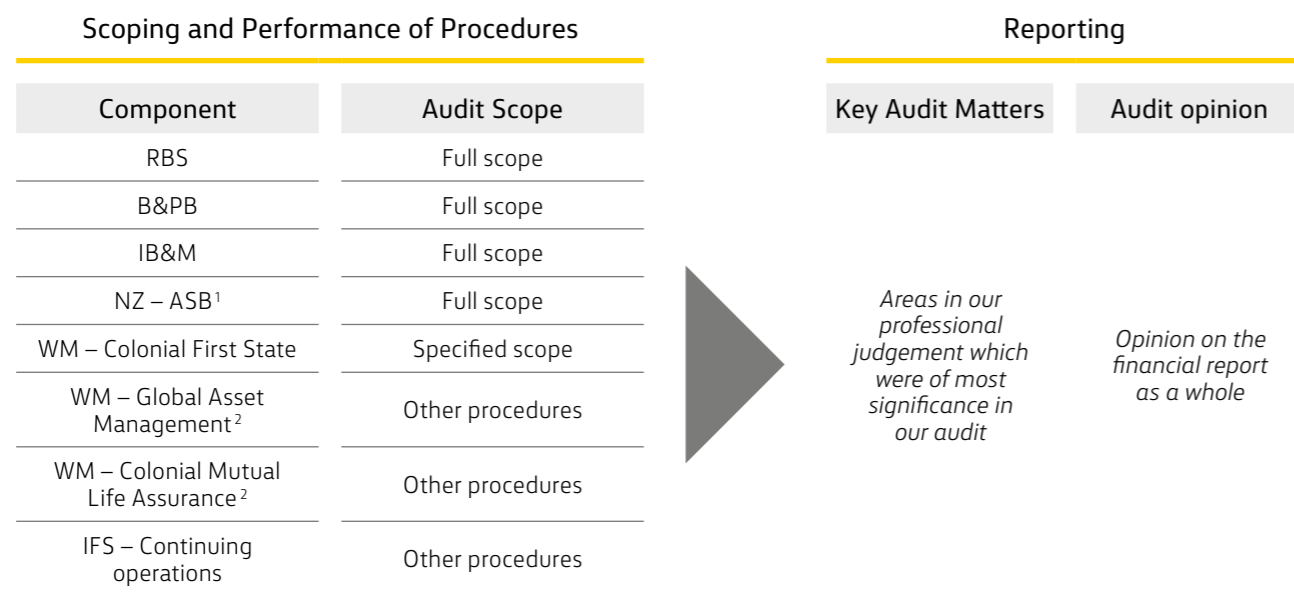 Scoping and Performance of Procedures
Reporting
Component
Audit Scope
Key Audit Matters
Audit opinion
RBS
Full scope
B&PB
Full scope
IB&M
Full scope
NZ – ASB¹
Full scope
WM – Colonial First State
Specified scope
WM – Global Asset
Management²
Other procedures
WM – Colonial Mutual
Life Assurance²
Other procedures
IFS – Continuing
operations
Other procedures
Areas in our
professional
judgement which
were of most
significance in
our audit
Opinion on the
financial report
as a whole